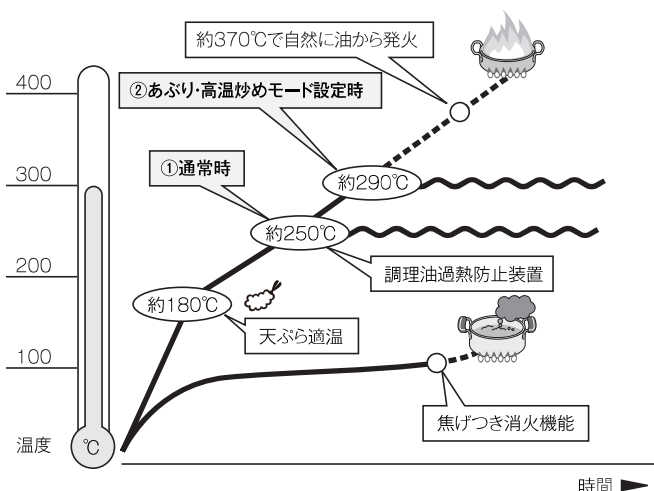 約370℃で自然に油から発火
400
②あぶり・高温炒めモード設定時
300
①通常時
約290℃
約250℃
200
調理油過熱防止装置
約180℃
天ぷら適温
100
焦げつき消火機能
温度
℃
時間